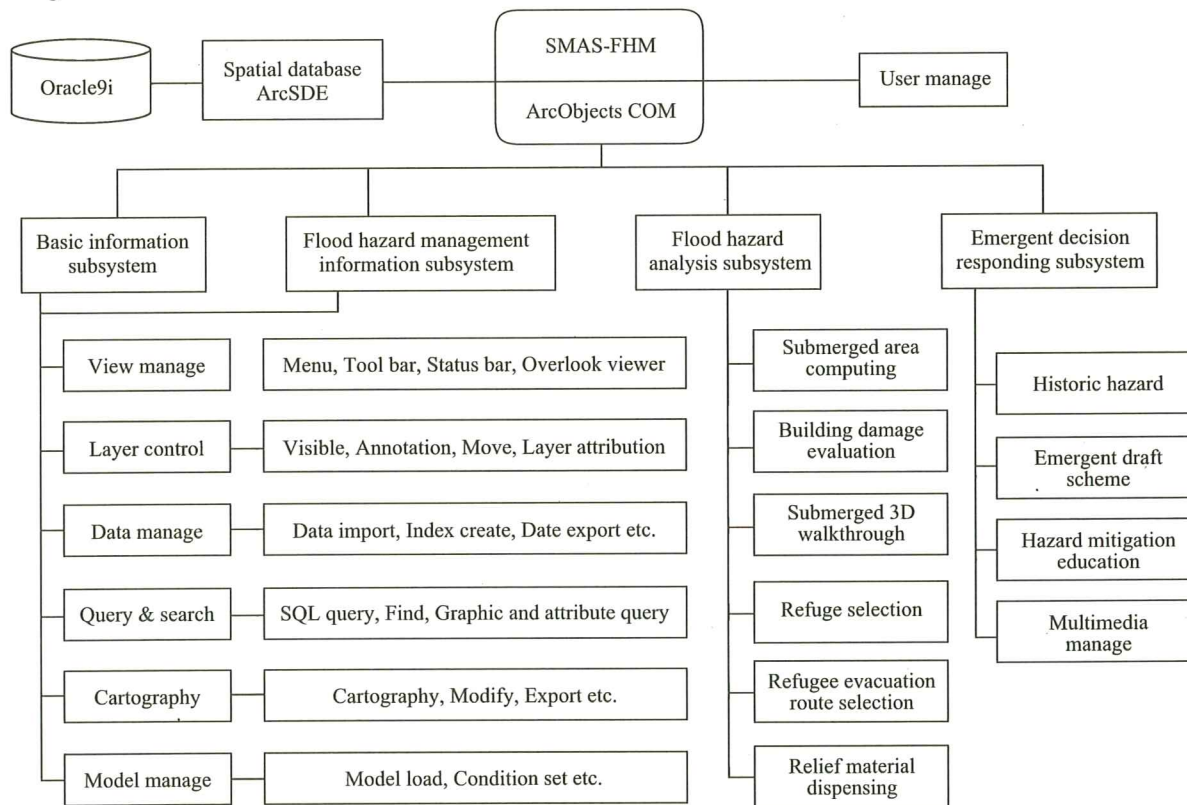 Oracle9i
Spatial database
ArcSDE
SMAS-FHM
ArcObjects COM
User manage
Basic information
subsystem
Flood hazard management
information subsystem
Flood hazard
analysis subsystem
Emergent decision
responding subsystem
View manage
Menu, Tool bar, Status bar, Overlook viewer
Layer control
Visible, Annotation, Move, Layer attribution
Data manage
Data import, Index create, Date export etc.
Query & search
SQL query, Find, Graphic and attribute query
Cartography
Cartography, Modify, Export etc.
Model manage
Model load, Condition set etc.
Submerged area
computing
Building damage
evaluation
Submerged 3D
walkthrough
Refuge selection
Refugee evacuation
route selection
Relief material
dispensing
Historic hazard
Emergent draft
scheme
Hazard mitigation
education
Multimedia
manage